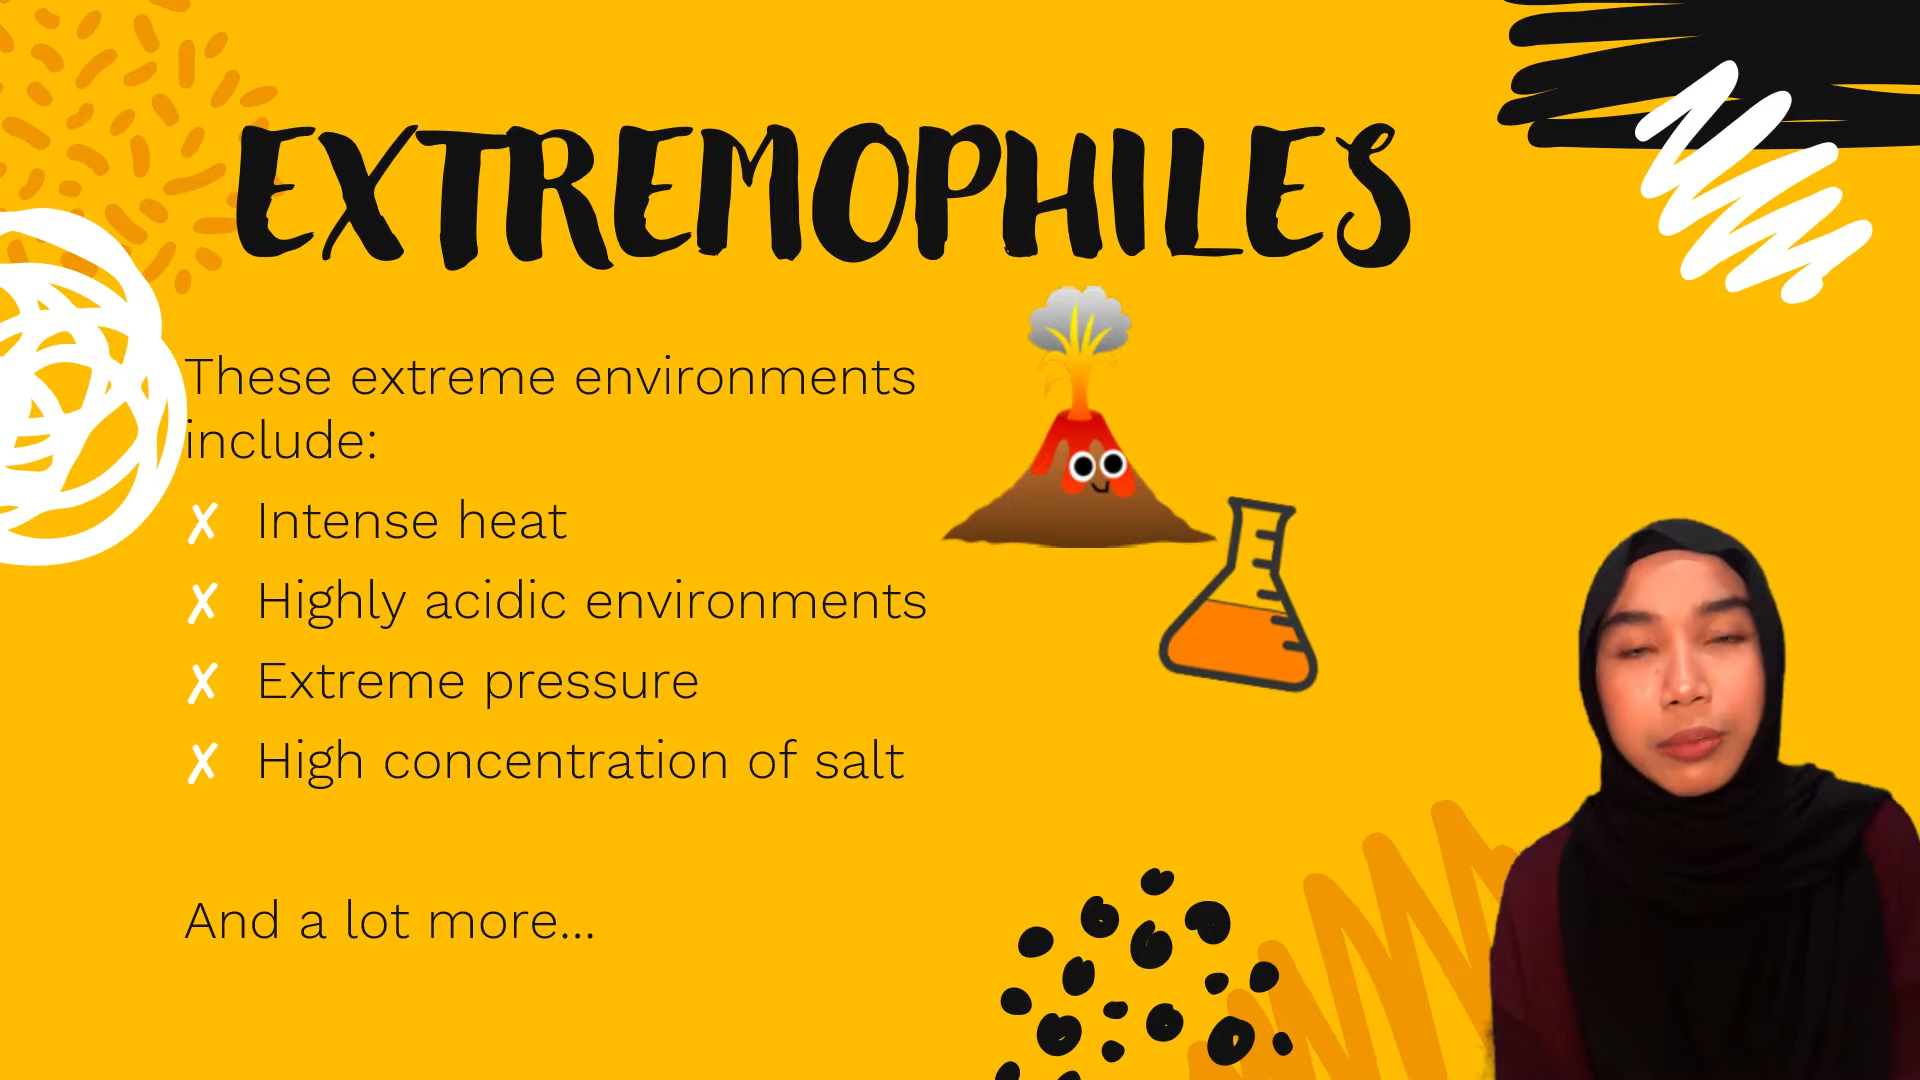 EXTREMOPHILES
These extreme environments
include:
✗ Intense heat
✗ Highly acidic environments
✗ Extreme pressure
✗ High concentration of salt
And a lot more...